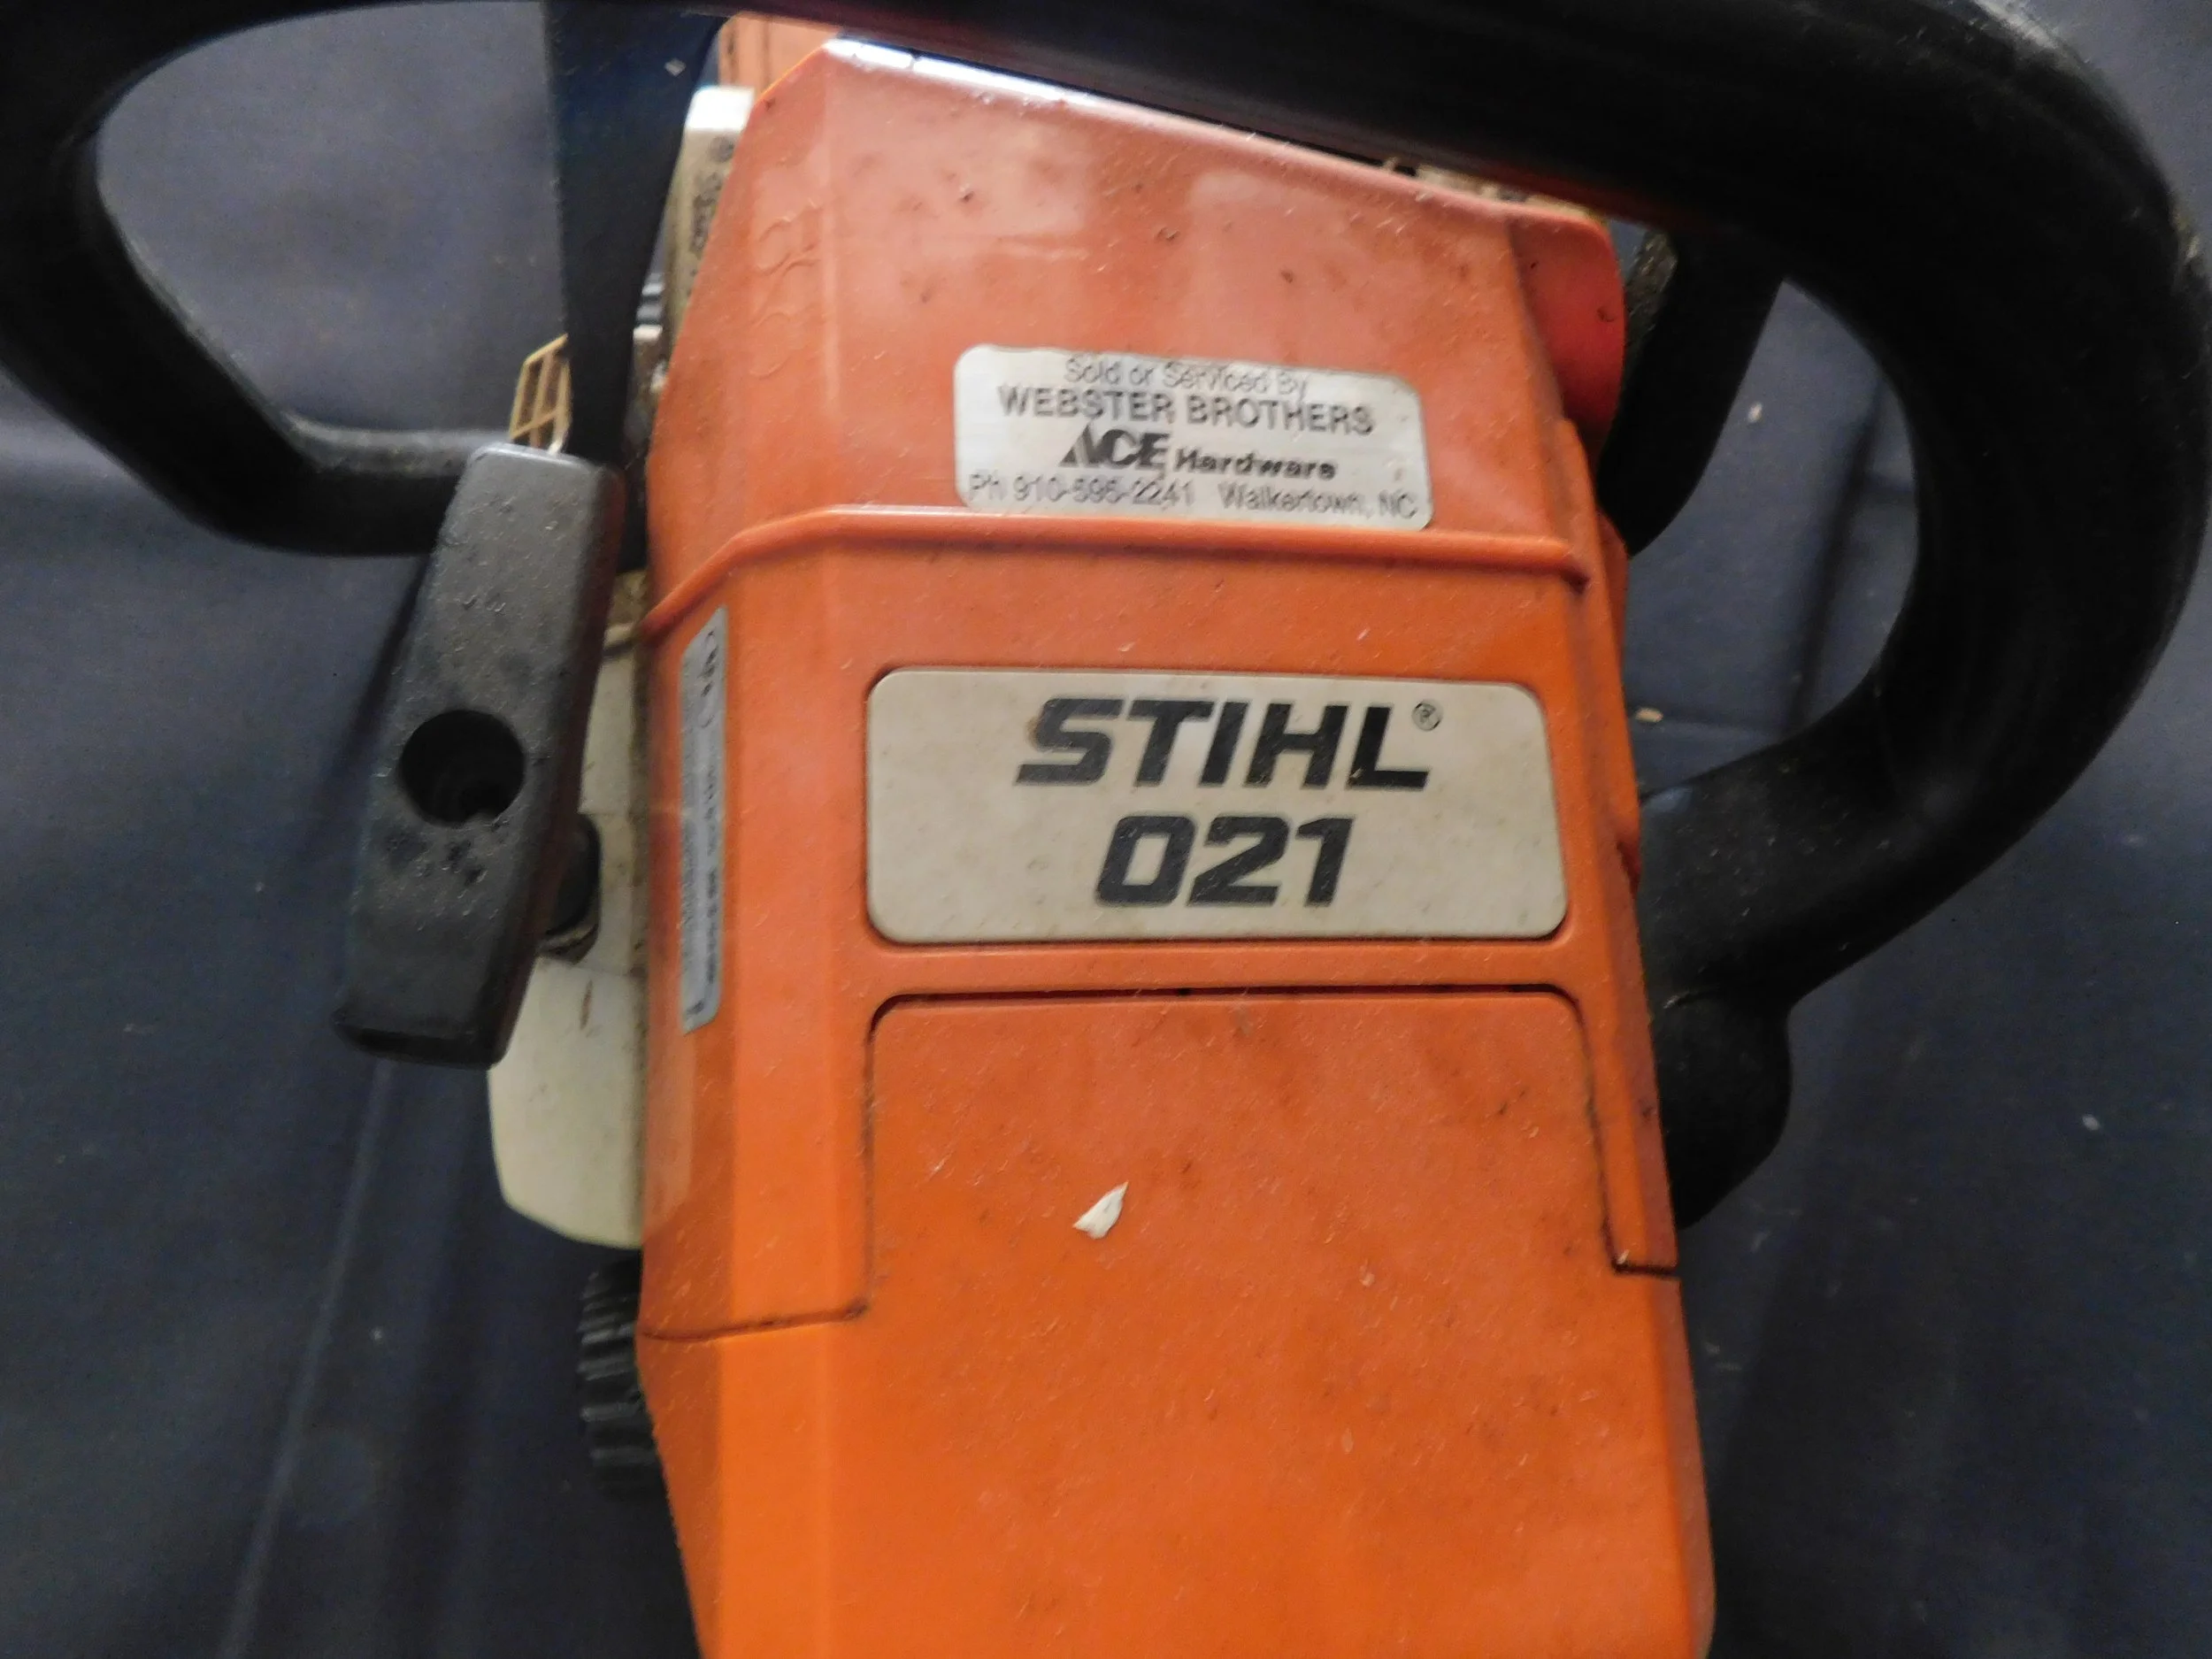 Sold or Serviced By
WEBSTER BROTHERS
ACE Hardware
Ph 910-595-2241 Walkertown, NC
STIHL®
021